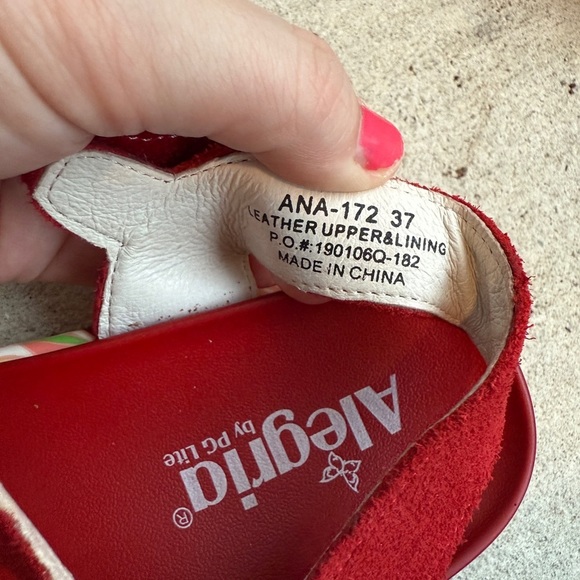 ANA-172 37
LEATHER UPPER&LINING
P.O.#:190106Q-182
MADE IN CHINA
Alegria®
by PG Lite